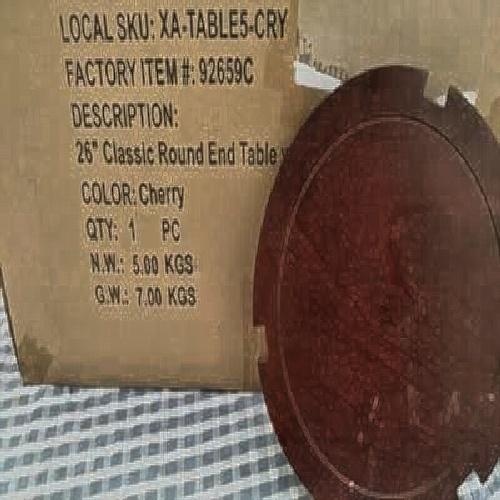 LOCAL SKU: XA-TABLE5-CRY
FACTORY ITEM #: 92659C
DESCRIPTION:
26" Classic Round End Table
COLOR: Cherry
QTY: 1 PC
N.W.: 5.00 KGS
G.W.: 7.00 KGS